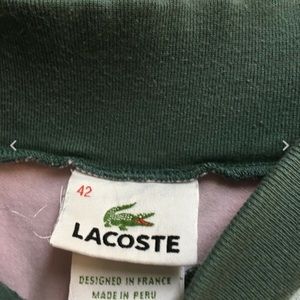 42
LACOSTE
DESIGNED IN FRANCE
MADE IN PERU